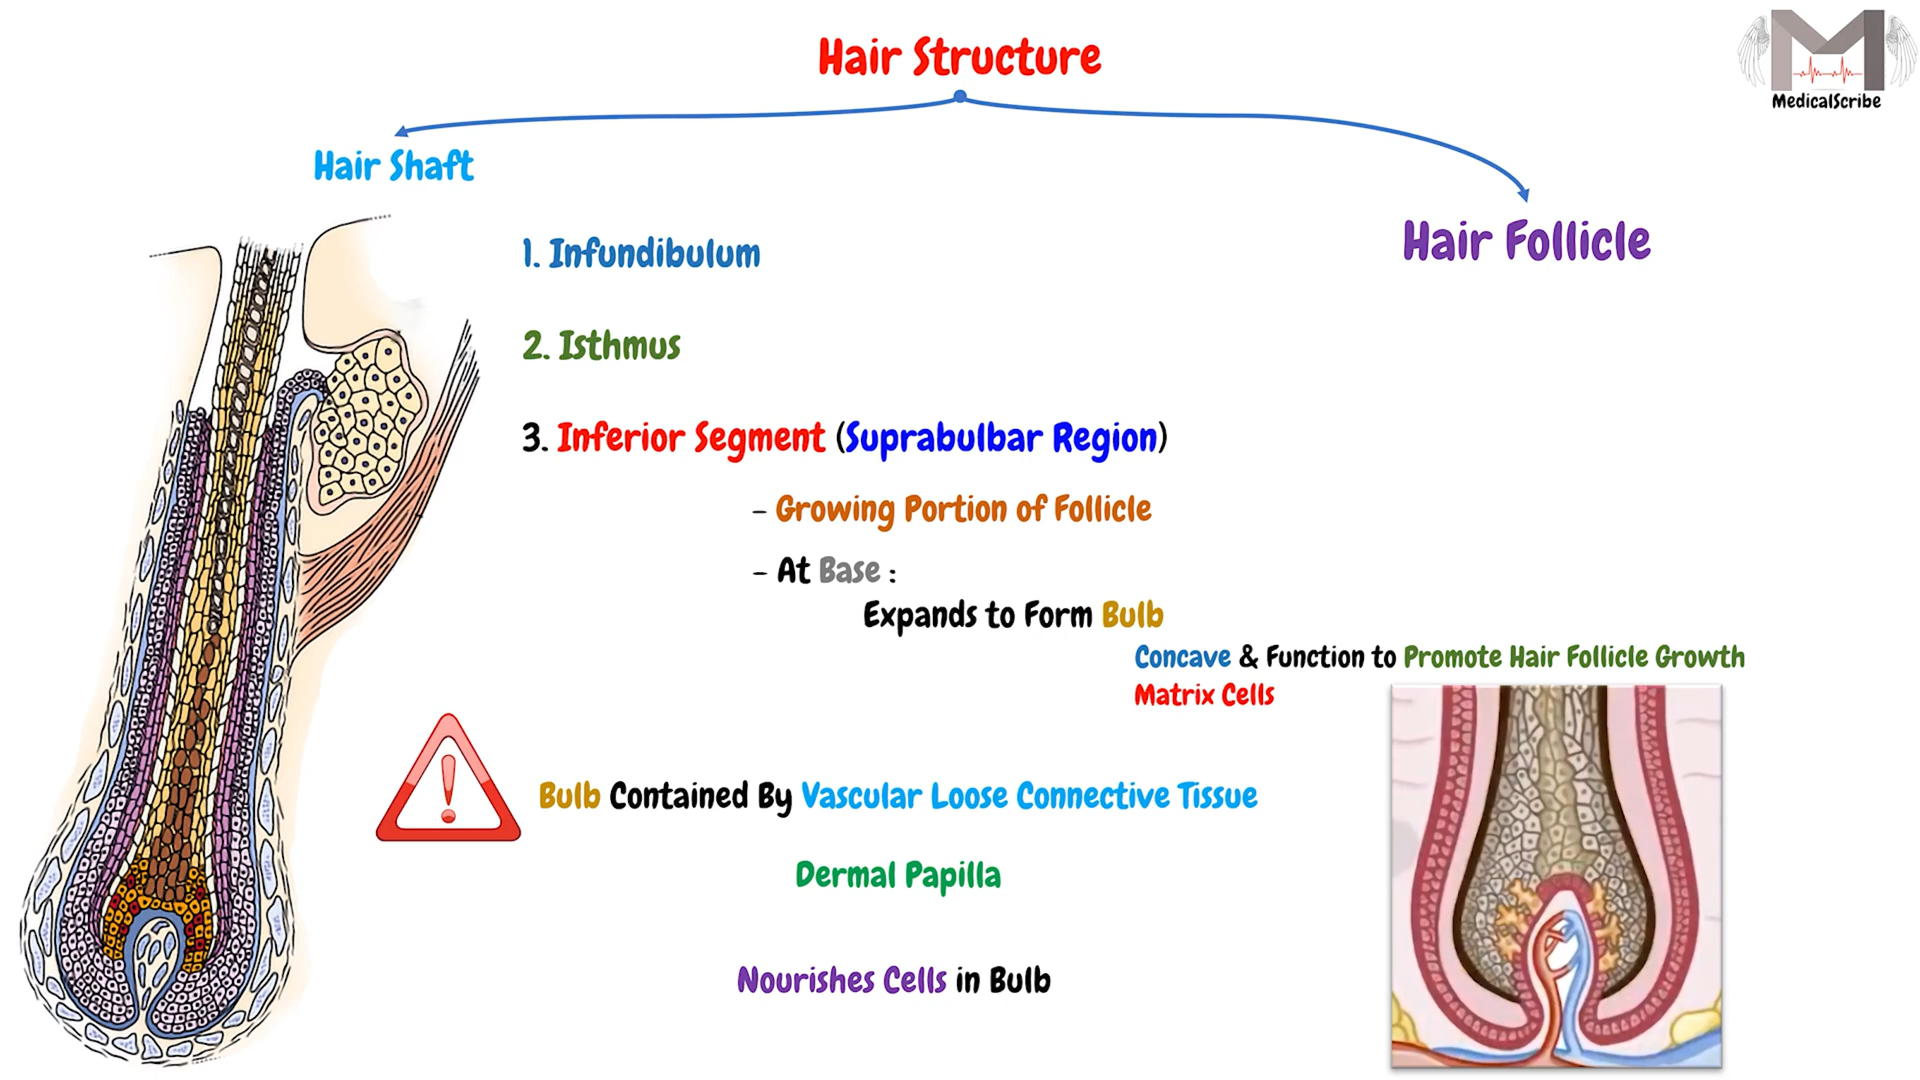 Hair Structure
MedicalScribe
Hair Shaft
Hair Follicle
1. Infundibulum
2. Isthmus
3. Inferior Segment (Suprabulbar Region)
- Growing Portion of Follicle
- At Base :
Expands to Form Bulb
Concave & Function to Promote Hair Follicle Growth
Matrix Cells
Bulb Contained By Vascular Loose Connective Tissue
Dermal Papilla
Nourishes Cells in Bulb